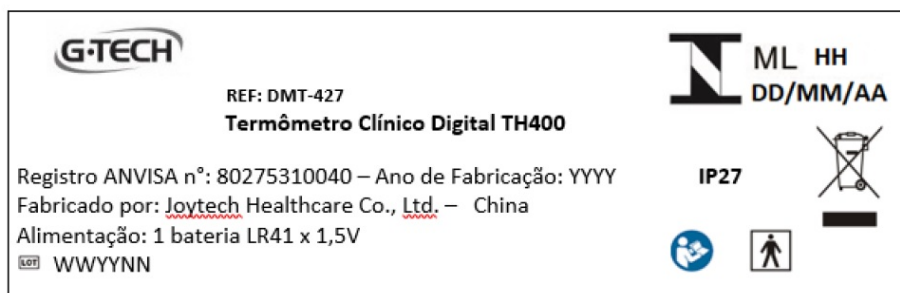 G-TECH
REF: DMT-427
Termômetro Clínico Digital TH400
Registro ANVISA n°: 80275310040 – Ano de Fabricação: YYYY
Fabricado por: Joytech Healthcare Co., Ltd. – China
Alimentação: 1 bateria LR41 x 1,5V
LOT WWYYNN
ML HH
DD/MM/AA
IP27